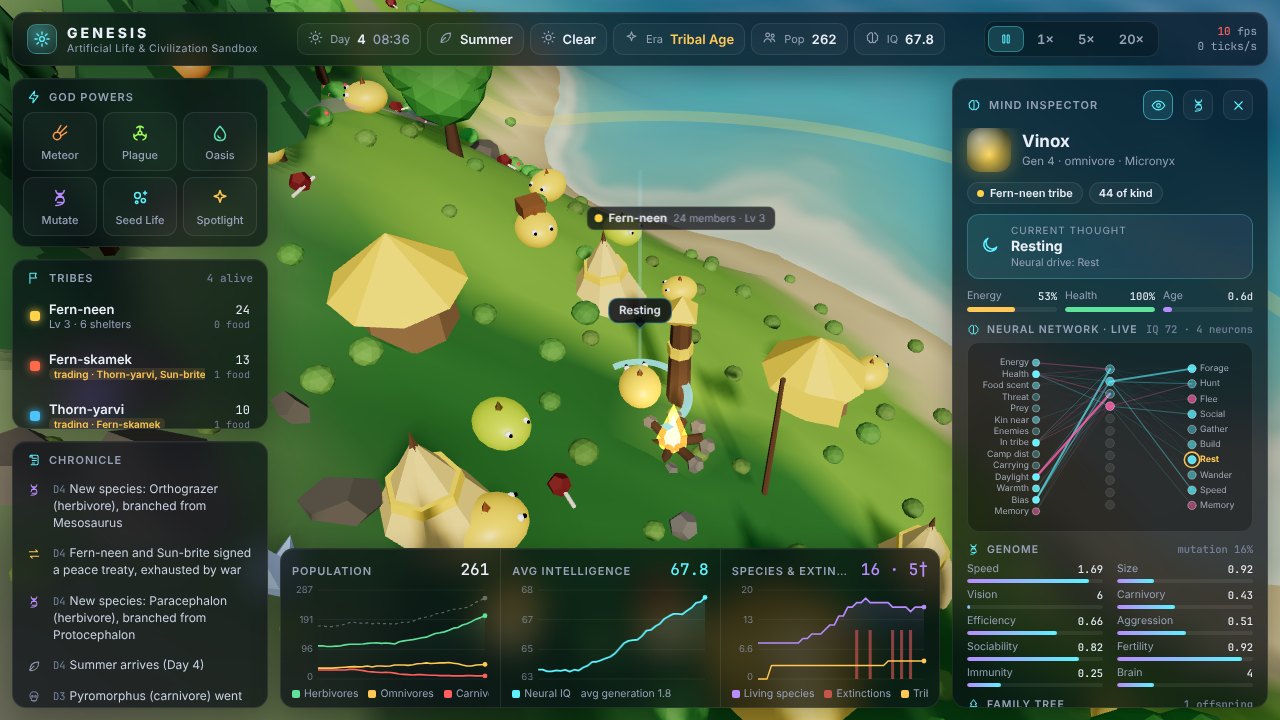 GENESIS
Artificial Life & Civilization Sandbox
Day 4 08:36
Summer
Clear
Era Tribal Age
Pop 262
IQ 67.8
1×
5×
20×
10 fps
0 ticks/s
GOD POWERS
Meteor
Plague
Oasis
Mutate
Seed Life
Spotlight
TRIBES
4 alive
Fern-neen
24
Lv 3 · 6 shelters
0 food
Fern-skamek
13
trading · Thorn-yarvi, Sun-brite
1 food
Thorn-yarvi
10
trading · Fern-skamek
1 food
CHRONICLE
D4 New species: Orthograzer
(herbivore), branched from
Mesosaurus
D4 Fern-neen and Sun-brite signed
a peace treaty, exhausted by war
D4 New species: Paracephalon
(herbivore), branched from
Protocephalon
D4 Summer arrives (Day 4)
D3 Pyromorphus (carnivore) went
Fern-neen 24 members · Lv 3
Resting
POPULATION
261
287
191
96
0
Herbivores
Omnivores
Carniv
AVG INTELLIGENCE
67.8
68
67
65
63
Neural IQ
avg generation 1.8
SPECIES & EXTIN...
16 · 5†
20
13
6.6
0
Living species
Extinctions
Tri
MIND INSPECTOR
Vinox
Gen 4 · omnivore · Micronyx
Fern-neen tribe
44 of kind
CURRENT THOUGHT
Resting
Neural drive: Rest
Energy 53%
Health 100%
Age 0.6d
NEURAL NETWORK · LIVE
IQ 72 · 4 neurons
Energy
Health
Food scent
Threat
Prey
Kin near
Enemies
In tribe
Camp dist
Carrying
Daylight
Warmth
Bias
Memory
Forage
Hunt
Flee
Social
Gather
Build
Rest
Wander
Speed
Memory
GENOME
mutation 16%
Speed 1.69
Size 0.92
Vision 6
Carnivory 0.43
Efficiency 0.66
Aggression 0.51
Sociability 0.82
Fertility 0.92
Immunity 0.25
Brain 4
FAMILY TREE
1 offspring